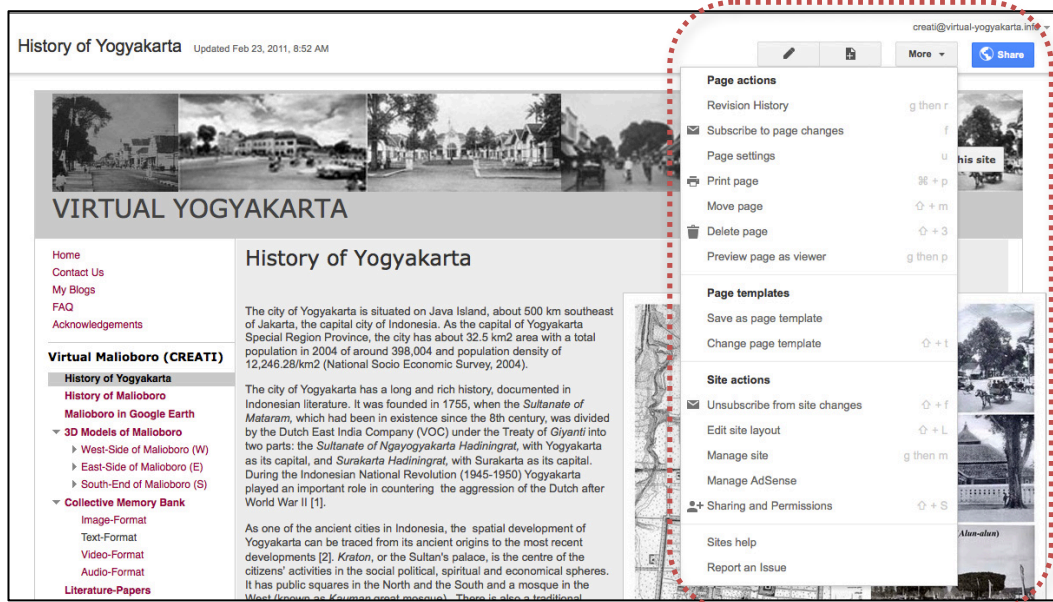 creati@virtual-yogyakarta.info
History of Yogyakarta Updated Feb 23, 2011, 8:52 AM
More
Share
Page actions
Revision History g then r
Subscribe to page changes f
Page settings u
Print page ⌘ + p
Move page ⇧ + m
Delete page ⇧ + 3
Preview page as viewer g then p
Page templates
Save as page template
Change page template ⇧ + t
Site actions
Unsubscribe from site changes ⇧ + f
Edit site layout ⇧ + L
Manage site g then m
Manage AdSense
Sharing and Permissions ⇧ + S
Sites help
Report an Issue
his site
VIRTUAL YOGYAKARTA
Home
Contact Us
My Blogs
FAQ
Acknowledgements
Virtual Malioboro (CREATI)
History of Yogyakarta
History of Malioboro
Malioboro in Google Earth
3D Models of Malioboro
West-Side of Malioboro (W)
East-Side of Malioboro (E)
South-End of Malioboro (S)
Collective Memory Bank
Image-Format
Text-Format
Video-Format
Audio-Format
Literature-Papers
History of Yogyakarta
The city of Yogyakarta is situated on Java Island, about 500 km southeast
of Jakarta, the capital city of Indonesia. As the capital of Yogyakarta
Special Region Province, the city has about 32.5 km2 area with a total
population in 2004 of around 398,004 and population density of
12,246.28/km2 (National Socio Economic Survey, 2004).
The city of Yogyakarta has a long and rich history, documented in
Indonesian literature. It was founded in 1755, when the Sultanate of
Mataram, which had been in existence since the 8th century, was divided
by the Dutch East India Company (VOC) under the Treaty of Giyanti into
two parts: the Sultanate of Ngayogyakarta Hadiningrat, with Yogyakarta
as its capital, and Surakarta Hadiningrat, with Surakarta as its capital.
During the Indonesian National Revolution (1945-1950) Yogyakarta
played an important role in countering the aggression of the Dutch after
World War II [1].
As one of the ancient cities in Indonesia, the spatial development of
Yogyakarta can be traced from its ancient origins to the most recent
developments [2]. Kraton, or the Sultan's palace, is the centre of the
citizens' activities in the social political, spiritual and economical spheres.
It has public squares in the North and the South and a mosque in the
West (known as Kauman great mosque). There is also a traditional
Alun-alun)